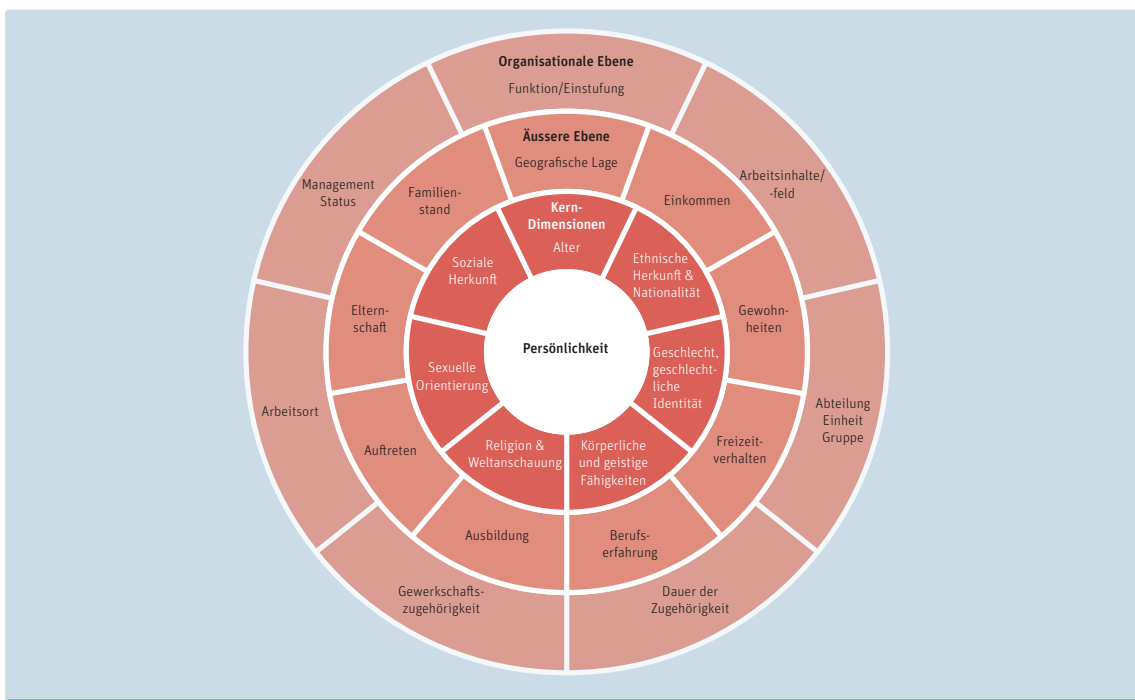 Organisationale Ebene
Funktion/Einstufung
Äussere Ebene
Geografische Lage
Kern-
Dimensionen
Alter
Persönlichkeit
Ethnische
Herkunft &
Nationalität
Geschlecht,
geschlecht-
liche
Identität
Körperliche
und geistige
Fähigkeiten
Religion &
Weltanschauung
Sexuelle
Orientierung
Soziale
Herkunft
Einkommen
Gewohn-
heiten
Freizeit-
verhalten
Berufs-
erfahrung
Ausbildung
Auftreten
Eltern-
schaft
Familien-
stand
Arbeitsinhalte/
-feld
Abteilung
Einheit
Gruppe
Dauer der
Zugehörigkeit
Gewerkschafts-
zugehörigkeit
Arbeitsort
Management
Status